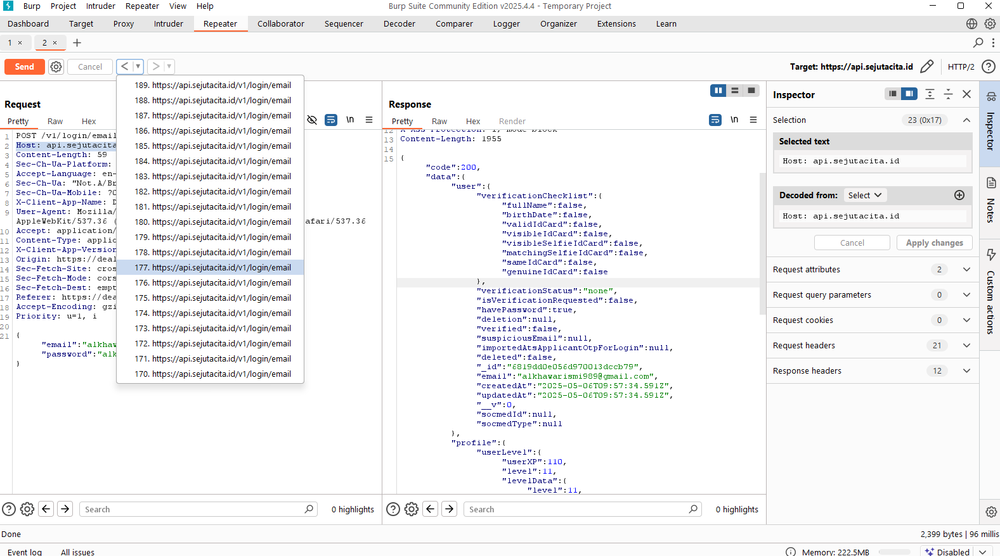 Burp Project Intruder Repeater View Help Burp Suite Community Edition v2025.4.4 - Temporary Project
Dashboard Target Proxy Intruder Repeater Collaborator Sequencer Decoder Comparer Logger Organizer Extensions Learn
1 × 2 × +
Send Cancel < > Target: https://api.sejutacita.id HTTP/2 ?
189. https://api.sejutacita.id/v1/login/email
188. https://api.sejutacita.id/v1/login/email
187. https://api.sejutacita.id/v1/login/email
186. https://api.sejutacita.id/v1/login/email
185. https://api.sejutacita.id/v1/login/email
184. https://api.sejutacita.id/v1/login/email
183. https://api.sejutacita.id/v1/login/email
182. https://api.sejutacita.id/v1/login/email
181. https://api.sejutacita.id/v1/login/email
180. https://api.sejutacita.id/v1/login/email
179. https://api.sejutacita.id/v1/login/email
178. https://api.sejutacita.id/v1/login/email
177. https://api.sejutacita.id/v1/login/email
176. https://api.sejutacita.id/v1/login/email
175. https://api.sejutacita.id/v1/login/email
174. https://api.sejutacita.id/v1/login/email
173. https://api.sejutacita.id/v1/login/email
172. https://api.sejutacita.id/v1/login/email
171. https://api.sejutacita.id/v1/login/email
170. https://api.sejutacita.id/v1/login/email
Request
Pretty Raw Hex \n
1 POST /v1/login/email
2 Host: api.sejutacita
3 Content-Length: 59
4 Sec-Ch-Ua-Platform:
5 Accept-Language: en-
6 Sec-Ch-Ua: "Not.A/Br
7 Sec-Ch-Ua-Mobile: ?0
8 X-Client-App-Name: D
9 User-Agent: Mozilla/
AppleWebKit/537.36 ( afari/537.36
10 Accept: application/
11 Content-Type: applic
12 X-Client-App-Version
13 Origin: https://deal
14 Sec-Fetch-Site: cros
15 Sec-Fetch-Mode: cors
16 Sec-Fetch-Dest: empt
17 Referer: https://dea
18 Accept-Encoding: gzi
19 Priority: u=1, i
20
21 {
"email":"alkhaw
"password":"alk
}
? Search 0 highlights
Response
Pretty Raw Hex Render \n
12 X-Xss-Protection: 1; mode=block
13 Content-Length: 1955
14
15 {
"code":200,
"data":{
"user":{
"verificationChecklist":{
"fullName":false,
"birthDate":false,
"validIdCard":false,
"visibleIdCard":false,
"visibleSelfieIdCard":false,
"matchingSelfieIdCard":false,
"sameIdCard":false,
"genuineIdCard":false
},
"verificationStatus":"none",
"isVerificationRequested":false,
"havePassword":true,
"deletion":null,
"verified":false,
"suspiciousEmail":null,
"importedAtsApplicantOtpForLogin":null,
"deleted":false,
"_id":"6819dd0e056d970013dccb79",
"email":"alkhawarismi989@gmail.com",
"createdAt":"2025-05-06T09:57:34.591Z",
"updatedAt":"2025-05-06T09:57:34.591Z",
"__v":0,
"socmedId":null,
"socmedType":null
},
"profile":{
"userLevel":{
"userXP":110,
"level":11,
"levelData":{
"level":11,
? Search 0 highlights
Inspector
Selection 23 (0x17)
Selected text
Host: api.sejutacita.id
Decoded from: Select
Host: api.sejutacita.id
Cancel Apply changes
Request attributes 2
Request query parameters 0
Request cookies 0
Request headers 21
Response headers 12
Inspector
Notes
Custom actions
Done 2,399 bytes | 96 millis
Event log All issues Memory: 222.5MB Disabled